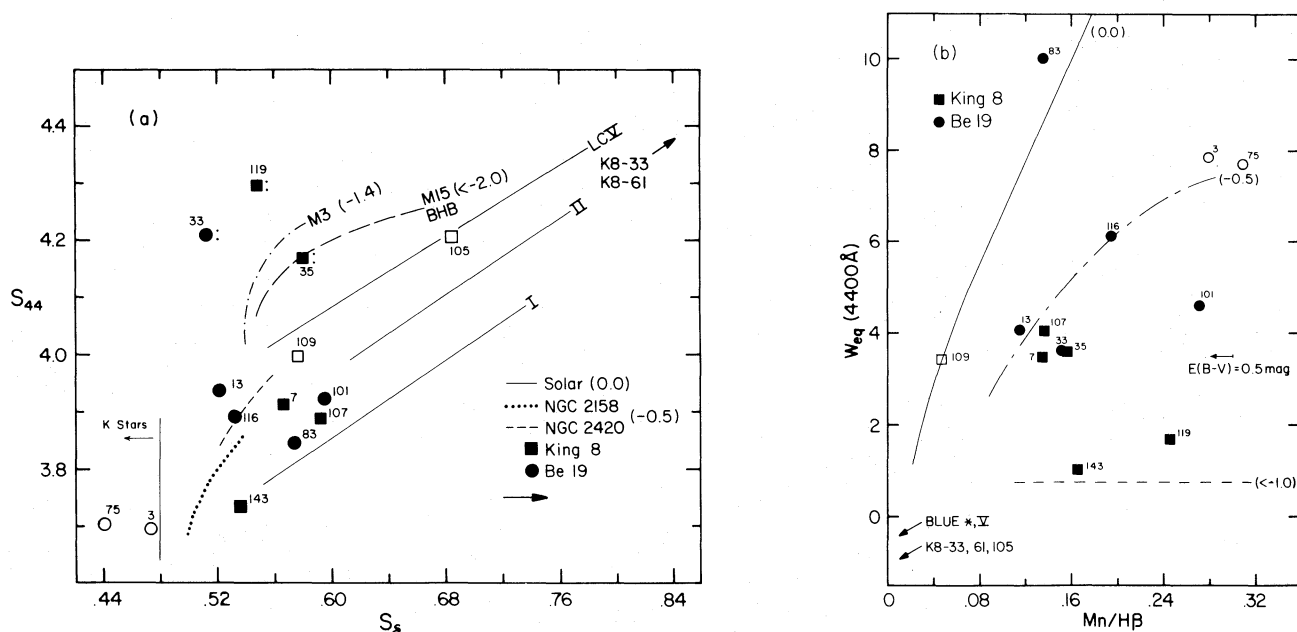 (a)
4.4
4.2
4.0
3.8
S44
.44
.52
.60
.68
.76
.84
Ss
119
33
M3 (-1.4)
M15 (<-2.0)
BHB
LC V
K8-33
K8-61
35
105
II
I
109
13
7
101
116
107
83
K Stars
143
75
3
Solar (0.0)
NGC 2158
NGC 2420
(-0.5)
King 8
Be 19
(b)
10
8
6
4
2
0
Weq (4400Å)
0
.08
.16
.24
0.32
Mn/Hβ
King 8
Be 19
83
(0.0)
3
75
(-0.5)
116
101
13
107
109
7
33
35
E(B-V)=0.5mag
119
143
(<-1.0)
BLUE *, V
K8-33, 61, 105